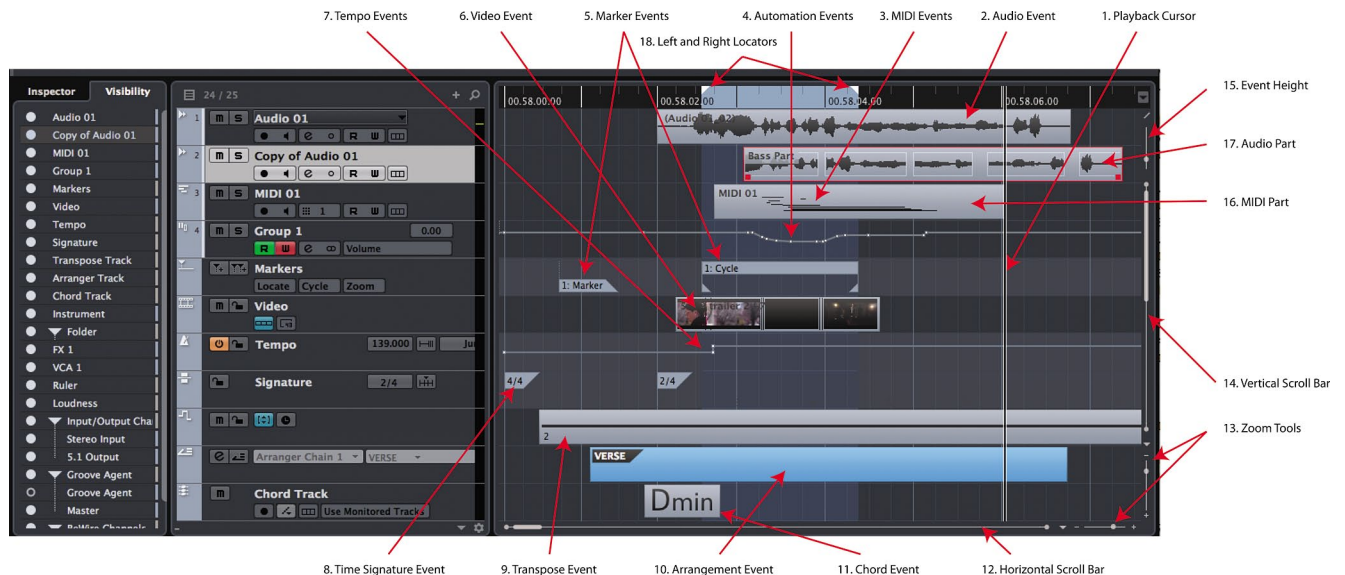 7. Tempo Events
6. Video Event
5. Marker Events
4. Automation Events
3. MIDI Events
2. Audio Event
1. Playback Cursor
18. Left and Right Locators
15. Event Height
17. Audio Part
16. MIDI Part
14. Vertical Scroll Bar
13. Zoom Tools
Inspector
Visibility
Audio 01
Copy of Audio 01
MIDI 01
Group 1
Markers
Video
Tempo
Signature
Transpose Track
Arranger Track
Chord Track
Instrument
Folder
FX 1
VCA 1
Ruler
Loudness
Input/Output Cha
Stereo Input
5.1 Output
Groove Agent
Groove Agent
Master
24 / 25
1 m S Audio 01
e R W
2 m S Copy of Audio 01
e R W
3 m S MIDI 01
1 R W
4 m S Group 1 0.00
R W e Volume
Markers
Locate Cycle Zoom
m Video
Tempo 139.000
Signature 2/4
m
e Arranger Chain 1 VERSE
m Chord Track
Use Monitored Tracks
00.58.00.00
00.58.02.00
00.58.04.00
00.58.06.00
Bass Part
MIDI 01
1: Cycle
1: Marker
4/4
2/4
2
VERSE
Dmin
8. Time Signature Event
9. Transpose Event
10. Arrangement Event
11. Chord Event
12. Horizontal Scroll Bar